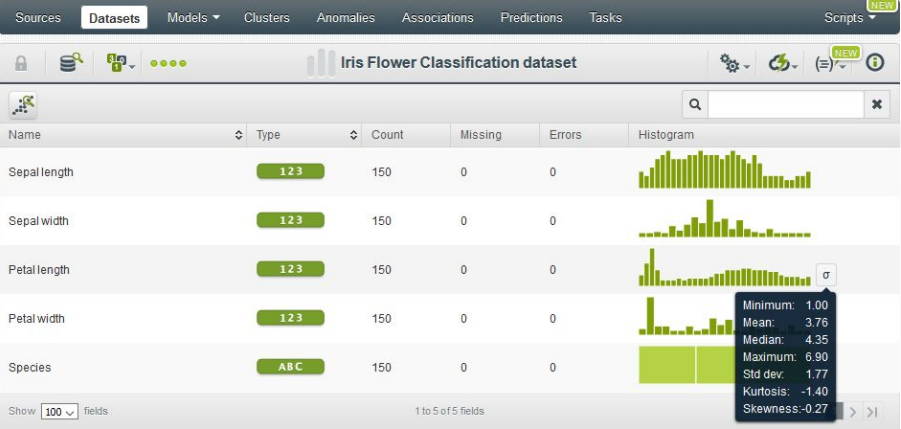 NEW
Sources Datasets Models Clusters Anomalies Associations Predictions Tasks Scripts
Iris Flower Classification dataset
NEW
Name Type Count Missing Errors Histogram
Sepal length 123 150 0 0
Sepal width 123 150 0 0
Petal length 123 150 0 0 σ
Petal width 123 150 0 0
Species ABC 150 0 0
Minimum: 1.00
Mean: 3.76
Median: 4.35
Maximum: 6.90
Std dev: 1.77
Kurtosis: -1.40
Skewness:-0.27
Show 100 fields 1 to 5 of 5 fields